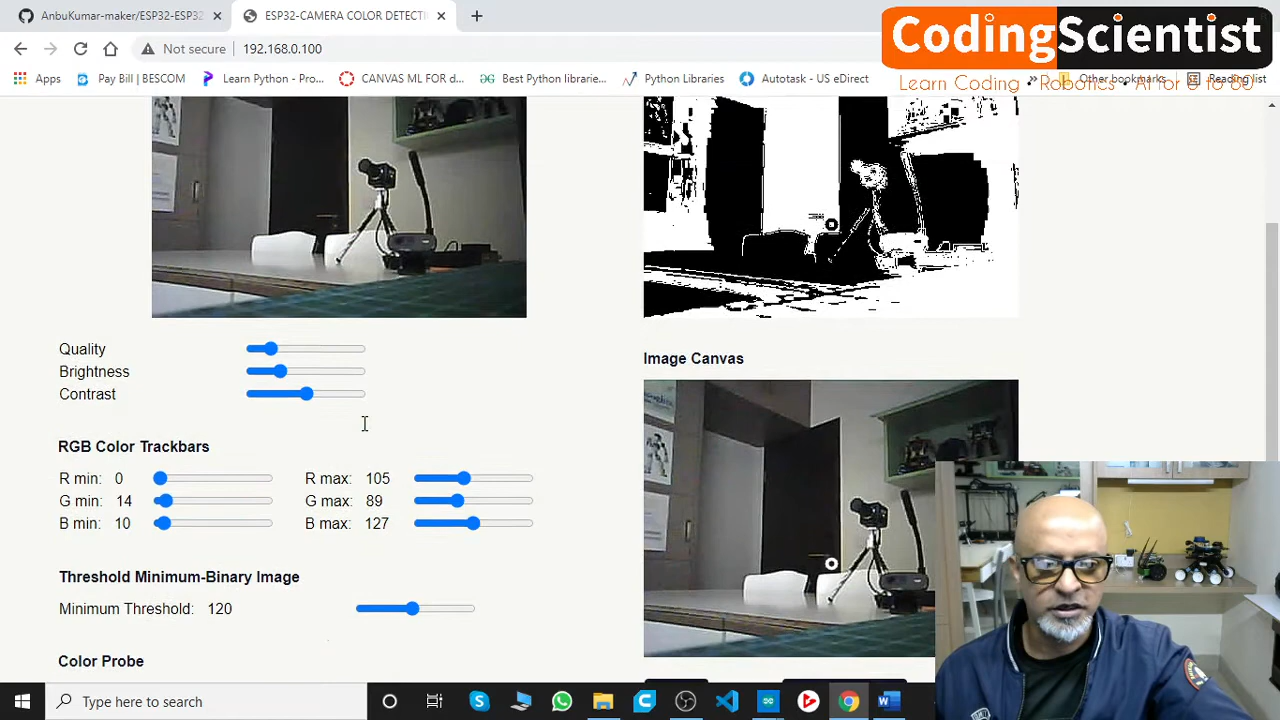 AnbuKumar-maker/ESP32-ESP32
ESP32-CAMERA COLOR DETECTI
Not secure
192.168.0.100
CodingScientist
Learn Coding • Robotics • AI for 6 to 60
Apps
Pay Bill | BESCOM
Learn Python - Pro...
CANVAS ML FOR d...
Best Python librarie...
Python Libraries
Autotask - US eDirect
Other bookmarks
Reading list
Quality
Brightness
Contrast
Image Canvas
RGB Color Trackbars
R min: 0 R max: 105
G min: 14 G max: 89
B min: 10 B max: 127
Threshold Minimum-Binary Image
Minimum Threshold: 120
Color Probe
Type here to search